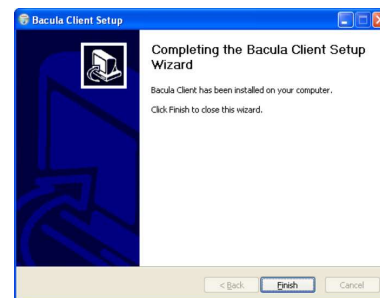 Bacula Client Setup
Completing the Bacula Client Setup
Wizard
Bacula Client has been installed on your computer.
Click Finish to close this wizard.
< Back
Finish
Cancel